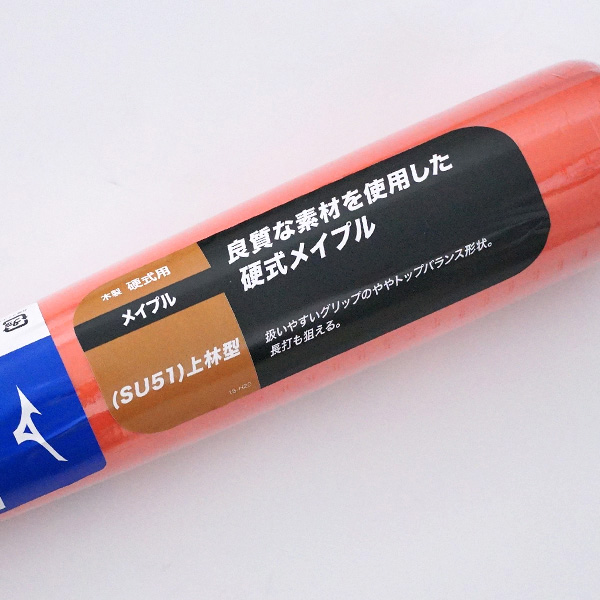 木製 硬式用
メイプル
(SU51)上林型
良質な素材を使用した
硬式メイプル
扱いやすいグリップのややトップバランス形状。
長打も狙える。